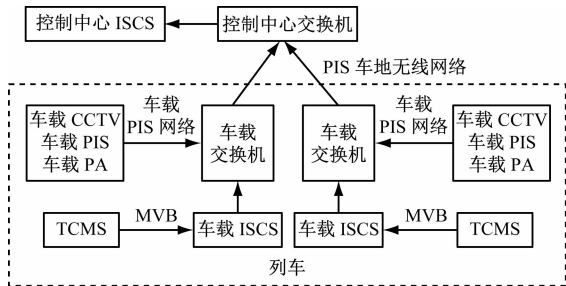 控制中心 ISCS
控制中心交换机
PIS 车地无线网络
车载 CCTV
车载 PIS
车载 PA
车载
PIS 网络
车载
交换机
车载
交换机
车载
PIS 网络
车载 CCTV
车载 PIS
车载 PA
TCMS
MVB
车载 ISCS
车载 ISCS
MVB
TCMS
列车